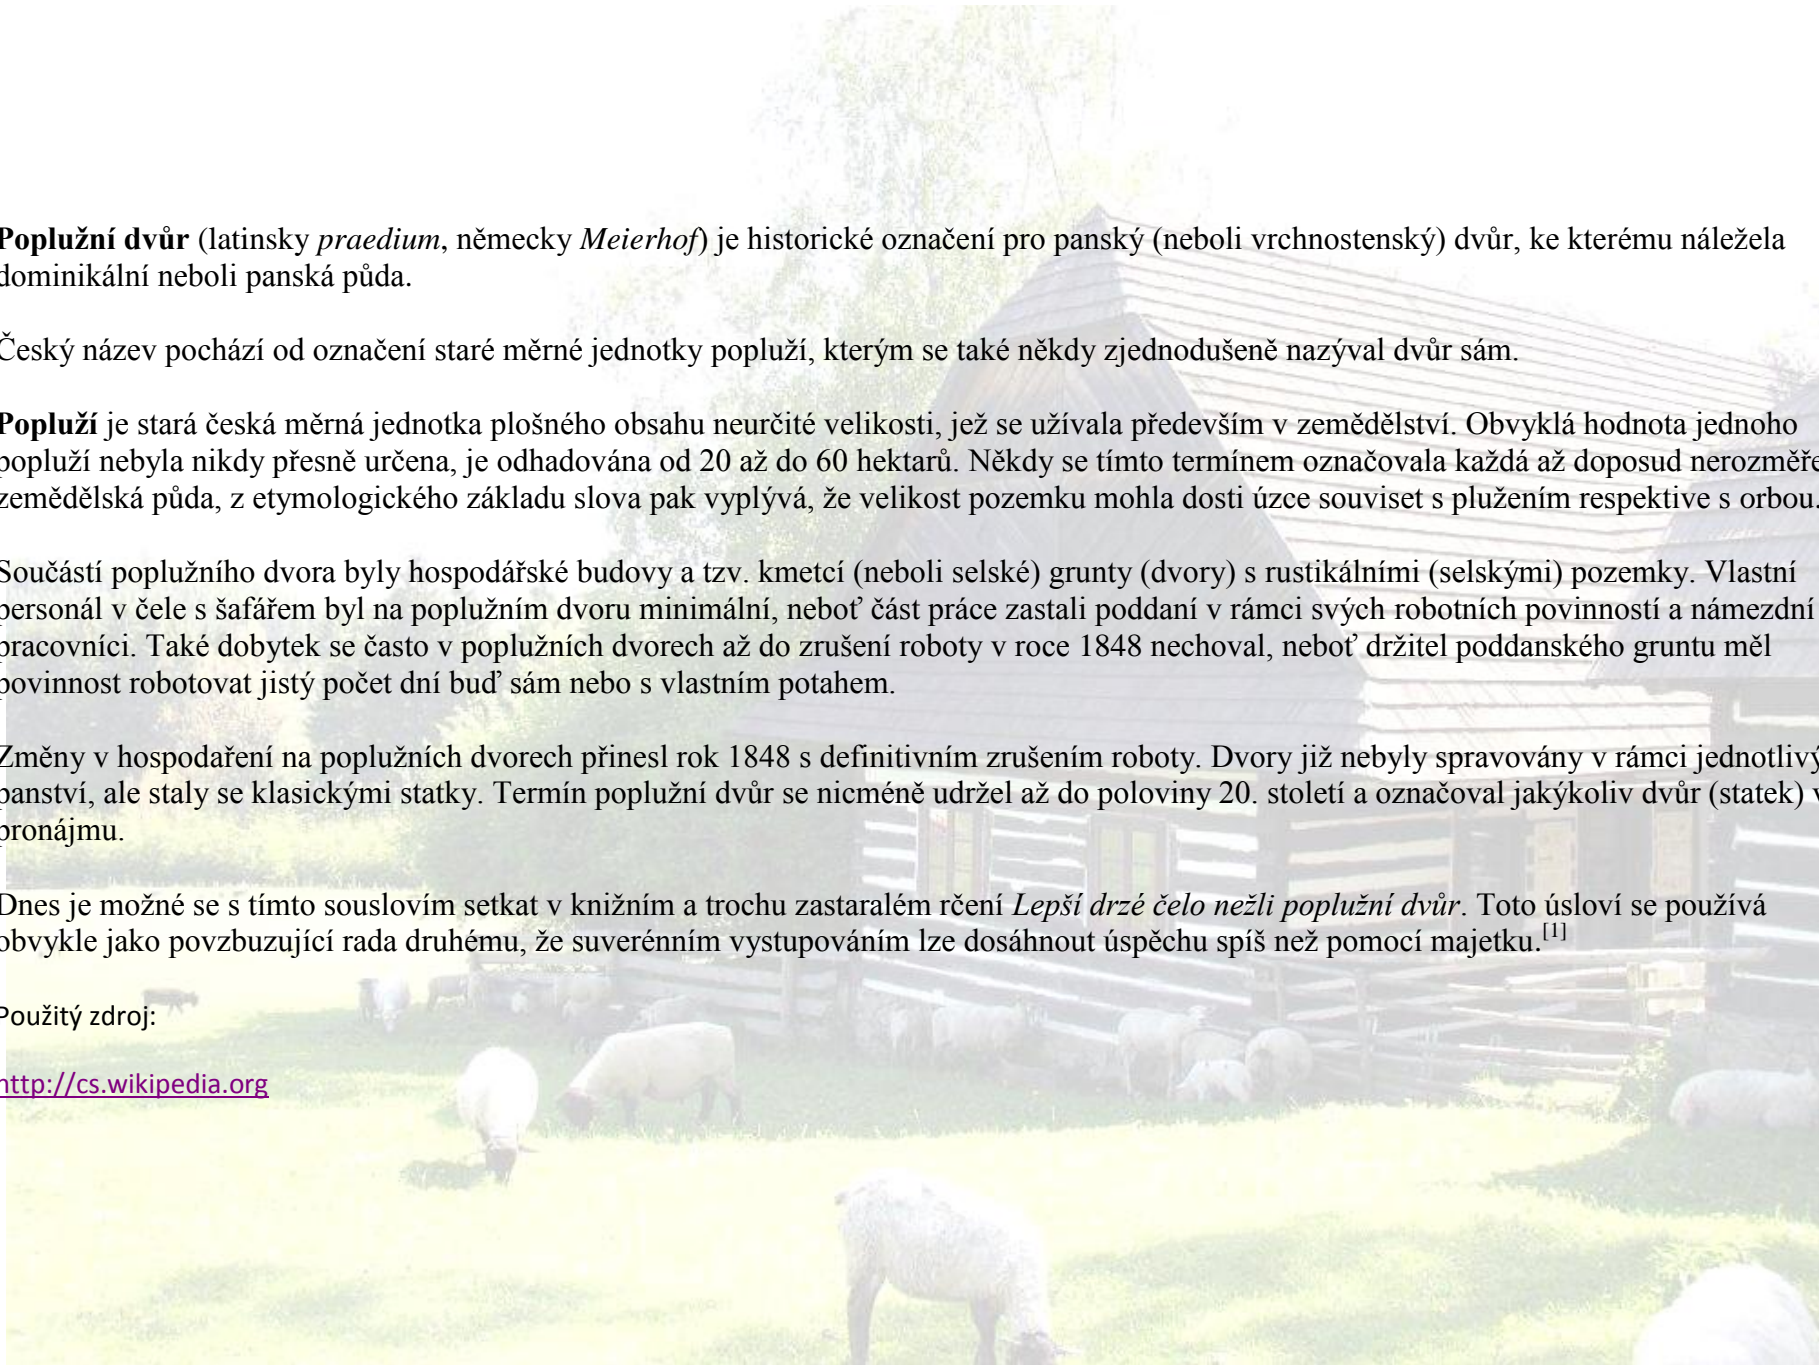 Poplužní dvůr (latinsky praedium, německy Meierhof) je historické označení pro panský (neboli vrchnostenský) dvůr, ke kterému náležela
dominikální neboli panská půda.
Český název pochází od označení staré měrné jednotky popluží, kterým se také někdy zjednodušeně nazýval dvůr sám.
Popluží je stará česká měrná jednotka plošného obsahu neurčité velikosti, jež se užívala především v zemědělství. Obvyklá hodnota jednoho
popluží nebyla nikdy přesně určena, je odhadována od 20 až do 60 hektarů. Někdy se tímto termínem označovala každá až doposud nerozměře
zemědělská půda, z etymologického základu slova pak vyplývá, že velikost pozemku mohla dosti úzce souviset s plužením respektive s orbou.
Součástí poplužního dvora byly hospodářské budovy a tzv. kmetcí (neboli selské) grunty (dvory) s rustikálními (selskými) pozemky. Vlastní
personál v čele s šafářem byl na poplužním dvoru minimální, neboť část práce zastali poddaní v rámci svých robotních povinností a námezdní
pracovníci. Také dobytek se často v poplužních dvorech až do zrušení roboty v roce 1848 nechoval, neboť držitel poddanského gruntu měl
povinnost robotovat jistý počet dní buď sám nebo s vlastním potahem.
Změny v hospodaření na poplužních dvorech přinesl rok 1848 s definitivním zrušením roboty. Dvory již nebyly spravovány v rámci jednotlivý
panství, ale staly se klasickými statky. Termín poplužní dvůr se nicméně udržel až do poloviny 20. století a označoval jakýkoliv dvůr (statek) v
pronájmu.
Dnes je možné se s tímto souslovím setkat v knižním a trochu zastaralém rčení Lepší drzé čelo nežli poplužní dvůr. Toto úsloví se používá
obvykle jako povzbuzující rada druhému, že suverénním vystupováním lze dosáhnout úspěchu spíš než pomocí majetku.[1]
Použitý zdroj:
http://cs.wikipedia.org